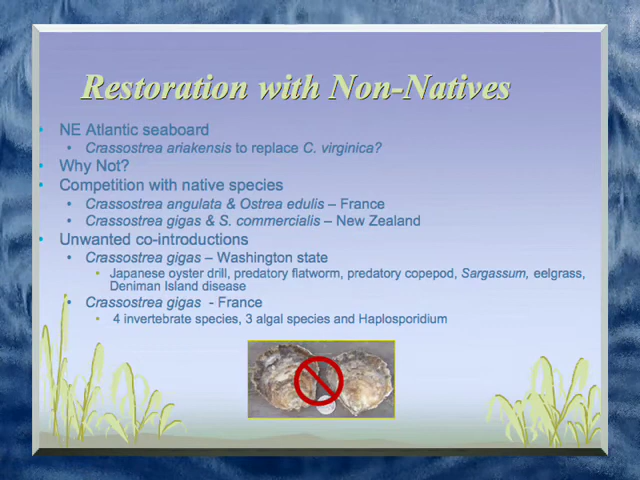 Restoration with Non-Natives
• NE Atlantic seaboard
• Crassostrea ariakensis to replace C. virginica?
• Why Not?
• Competition with native species
• Crassostrea angulata & Ostrea edulis – France
• Crassostrea gigas & S. commercialis – New Zealand
• Unwanted co-introductions
• Crassostrea gigas – Washington state
• Japanese oyster drill, predatory flatworm, predatory copepod, Sargassum, eelgrass,
Deniman Island disease
• Crassostrea gigas - France
• 4 invertebrate species, 3 algal species and Haplosporidium